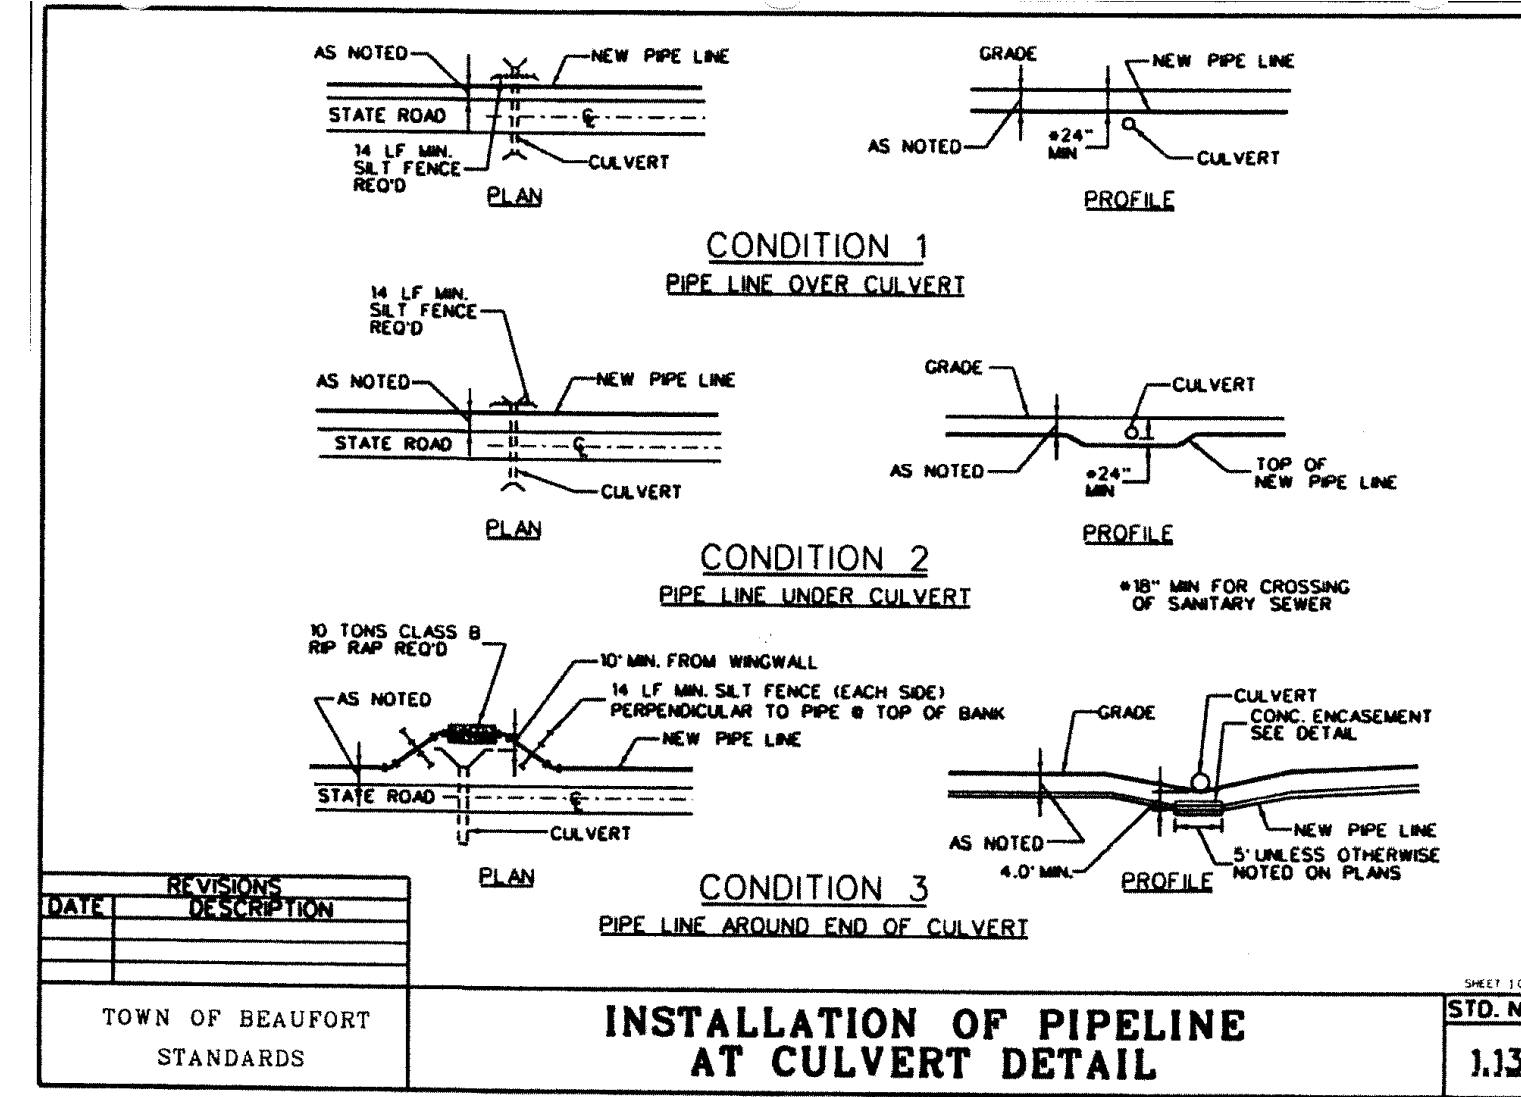 AS NOTED
NEW PIPE LINE
STATE ROAD
℄
14 LF MIN.
SILT FENCE
REQ'D
CULVERT
PLAN
GRADE
NEW PIPE LINE
AS NOTED
*24"
MIN
CULVERT
PROFILE
CONDITION 1
PIPE LINE OVER CULVERT
14 LF MIN.
SILT FENCE
REQ'D
AS NOTED
NEW PIPE LINE
STATE ROAD
℄
CULVERT
PLAN
GRADE
CULVERT
AS NOTED
*24"
MIN
TOP OF
NEW PIPE LINE
PROFILE
CONDITION 2
PIPE LINE UNDER CULVERT
*18" MIN FOR CROSSING
OF SANITARY SEWER
10 TONS CLASS B
RIP RAP REQ'D
10' MIN. FROM WINGWALL
AS NOTED
14 LF MIN. SILT FENCE (EACH SIDE)
PERPENDICULAR TO PIPE @ TOP OF BANK
NEW PIPE LINE
STATE ROAD
℄
CULVERT
PLAN
GRADE
CULVERT
CONC. ENCASEMENT
SEE DETAIL
AS NOTED
4.0' MIN.
NEW PIPE LINE
5' UNLESS OTHERWISE
NOTED ON PLANS
PROFILE
CONDITION 3
PIPE LINE AROUND END OF CULVERT
REVISIONS
DATE DESCRIPTION
TOWN OF BEAUFORT
STANDARDS
INSTALLATION OF PIPELINE
AT CULVERT DETAIL
SHEET 1
STD. N
1.13